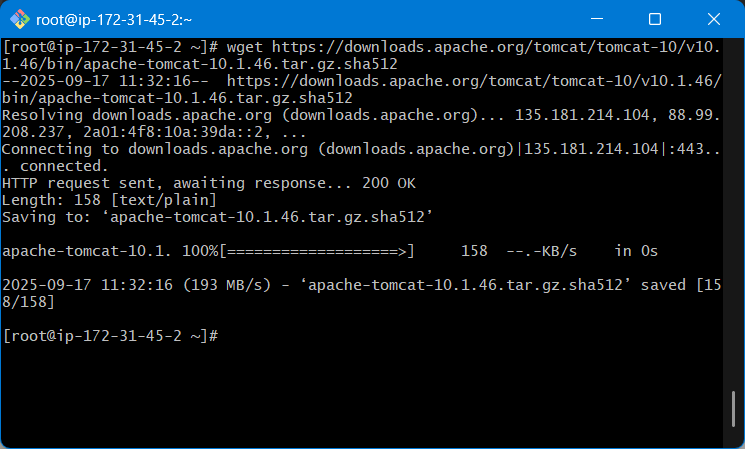 root@ip-172-31-45-2:~
[root@ip-172-31-45-2 ~]# wget https://downloads.apache.org/tomcat/tomcat-10/v10.
1.46/bin/apache-tomcat-10.1.46.tar.gz.sha512
--2025-09-17 11:32:16--  https://downloads.apache.org/tomcat/tomcat-10/v10.1.46/
bin/apache-tomcat-10.1.46.tar.gz.sha512
Resolving downloads.apache.org (downloads.apache.org)... 135.181.214.104, 88.99.
208.237, 2a01:4f8:10a:39da::2, ...
Connecting to downloads.apache.org (downloads.apache.org)|135.181.214.104|:443..
. connected.
HTTP request sent, awaiting response... 200 OK
Length: 158 [text/plain]
Saving to: ‘apache-tomcat-10.1.46.tar.gz.sha512’
apache-tomcat-10.1. 100%[===================>]     158  --.-KB/s    in 0s
2025-09-17 11:32:16 (193 MB/s) - ‘apache-tomcat-10.1.46.tar.gz.sha512’ saved [15
8/158]
[root@ip-172-31-45-2 ~]#